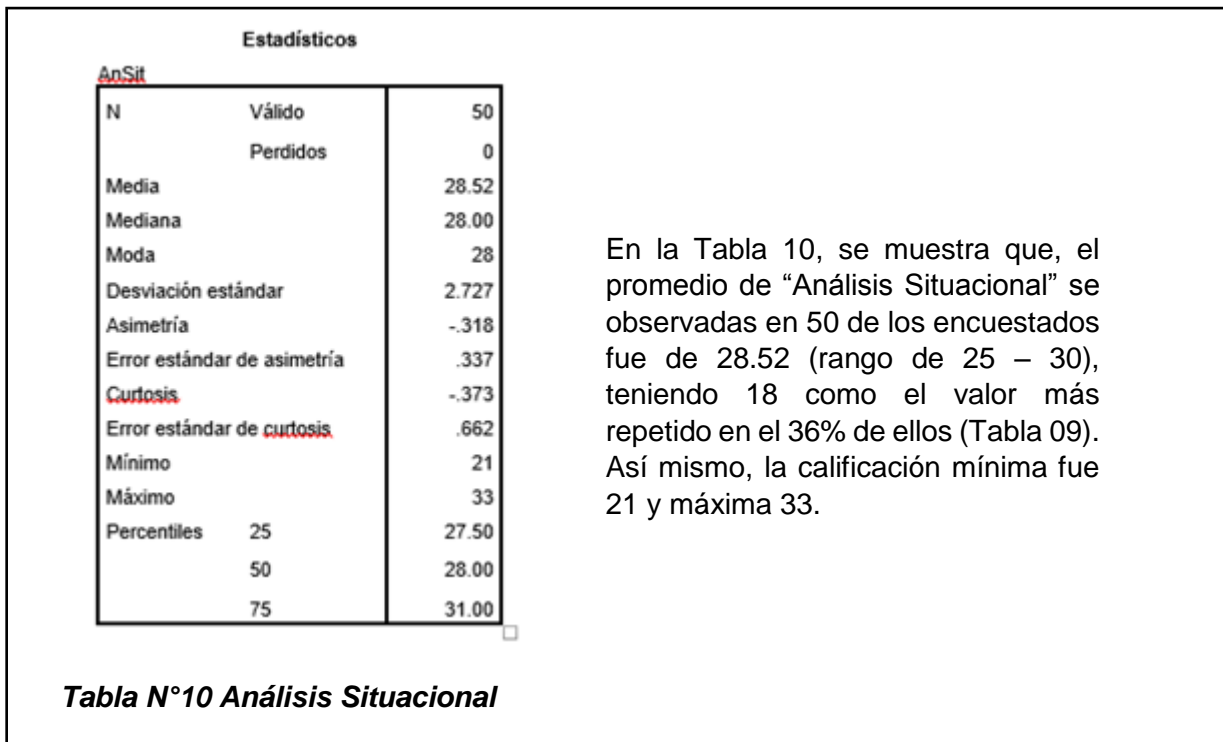 Estadísticos
AnSit
N Válido 50
Perdidos 0
Media 28.52
Mediana 28.00
Moda 28
Desviación estándar 2.727
Asimetría -.318
Error estándar de asimetría .337
Curtosis -.373
Error estándar de curtosis .662
Mínimo 21
Máximo 33
Percentiles 25 27.50
50 28.00
75 31.00
En la Tabla 10, se muestra que, el
promedio de “Análisis Situacional” se
observadas en 50 de los encuestados
fue de 28.52 (rango de 25 – 30),
teniendo 18 como el valor más
repetido en el 36% de ellos (Tabla 09).
Así mismo, la calificación mínima fue
21 y máxima 33.
Tabla N°10 Análisis Situacional